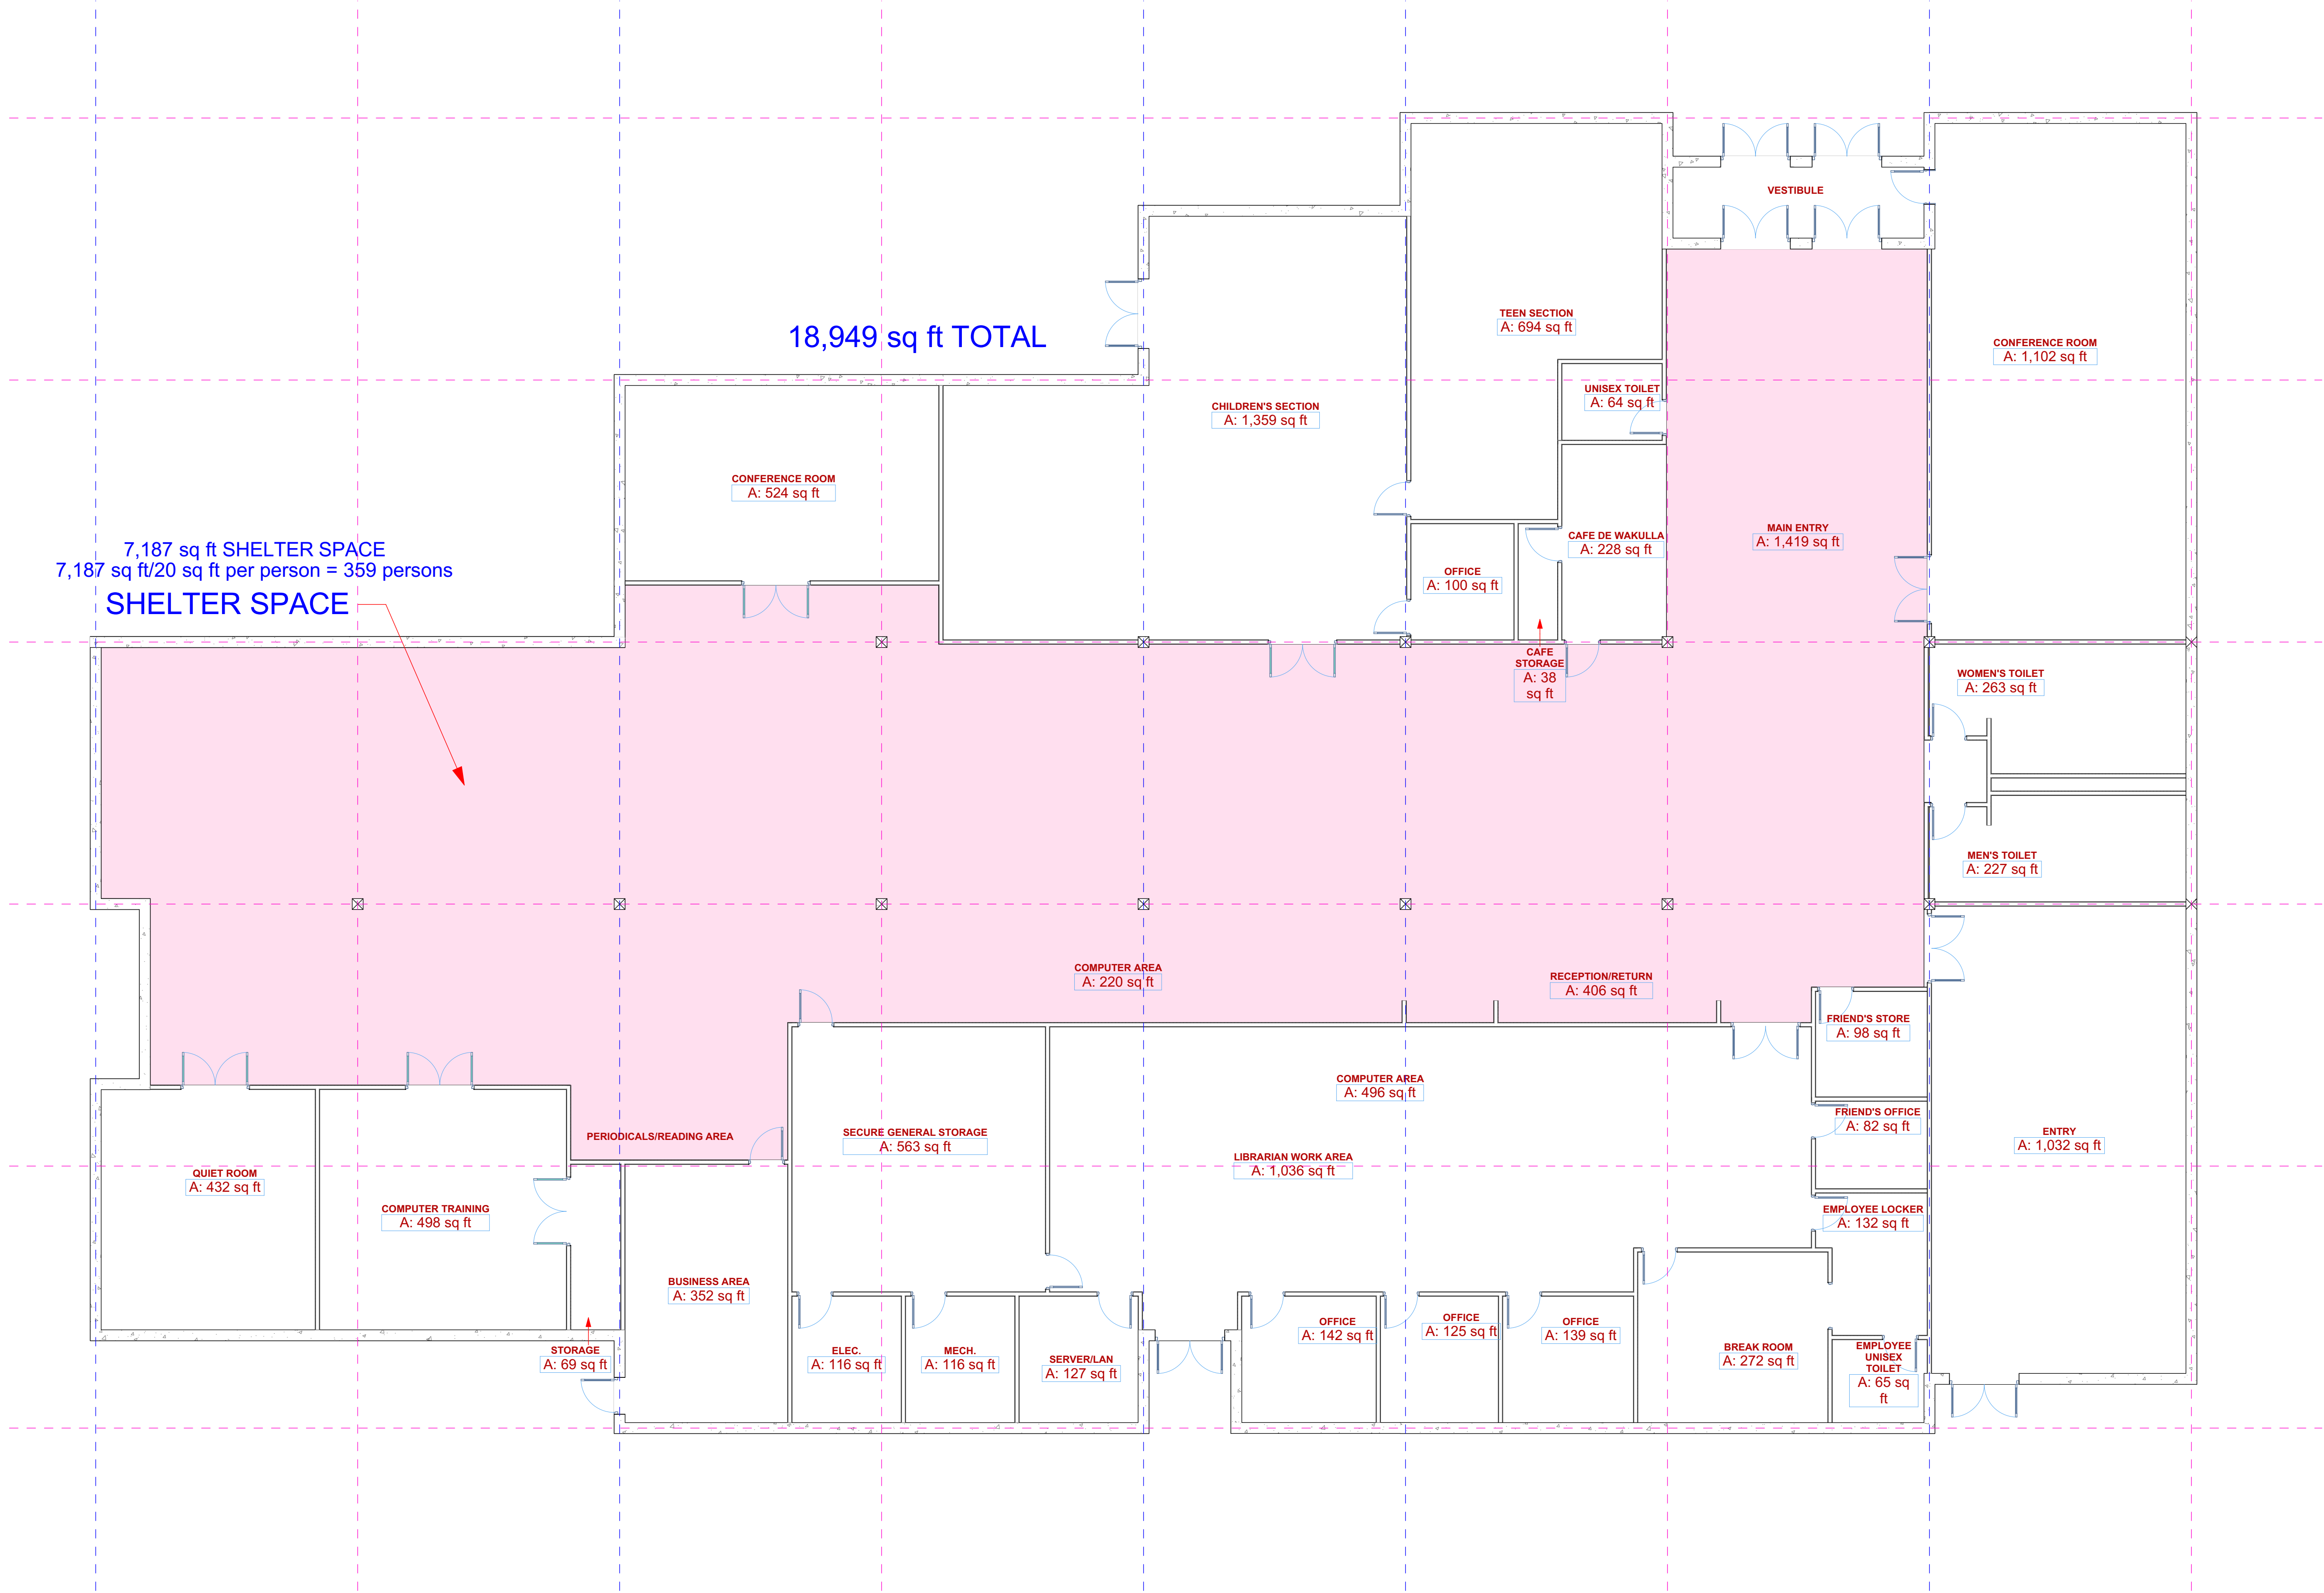 VESTIBULE
TEEN SECTION
A: 694 sq ft
18,949 sq ft TOTAL
CONFERENCE ROOM
A: 1,102 sq ft
UNISEX TOILET
A: 64 sq ft
CHILDREN'S SECTION
A: 1,359 sq ft
CONFERENCE ROOM
A: 524 sq ft
MAIN ENTRY
A: 1,419 sq ft
CAFE DE WAKULLA
A: 228 sq ft
7,187 sq ft SHELTER SPACE
7,187 sq ft/20 sq ft per person = 359 persons
SHELTER SPACE
OFFICE
A: 100 sq ft
CAFE
STORAGE
A: 38
sq ft
WOMEN'S TOILET
A: 263 sq ft
MEN'S TOILET
A: 227 sq ft
COMPUTER AREA
A: 220 sq ft
RECEPTION/RETURN
A: 406 sq ft
FRIEND'S STORE
A: 98 sq ft
COMPUTER AREA
A: 496 sq ft
FRIEND'S OFFICE
A: 82 sq ft
PERIODICALS/READING AREA
SECURE GENERAL STORAGE
A: 563 sq ft
ENTRY
A: 1,032 sq ft
LIBRARIAN WORK AREA
A: 1,036 sq ft
QUIET ROOM
A: 432 sq ft
COMPUTER TRAINING
A: 498 sq ft
EMPLOYEE LOCKER
A: 132 sq ft
BUSINESS AREA
A: 352 sq ft
OFFICE
A: 142 sq ft
OFFICE
A: 125 sq ft
OFFICE
A: 139 sq ft
STORAGE
A: 69 sq ft
ELEC.
A: 116 sq ft
MECH.
A: 116 sq ft
SERVER/LAN
A: 127 sq ft
BREAK ROOM
A: 272 sq ft
EMPLOYEE
UNISEX
TOILET
A: 65 sq
ft